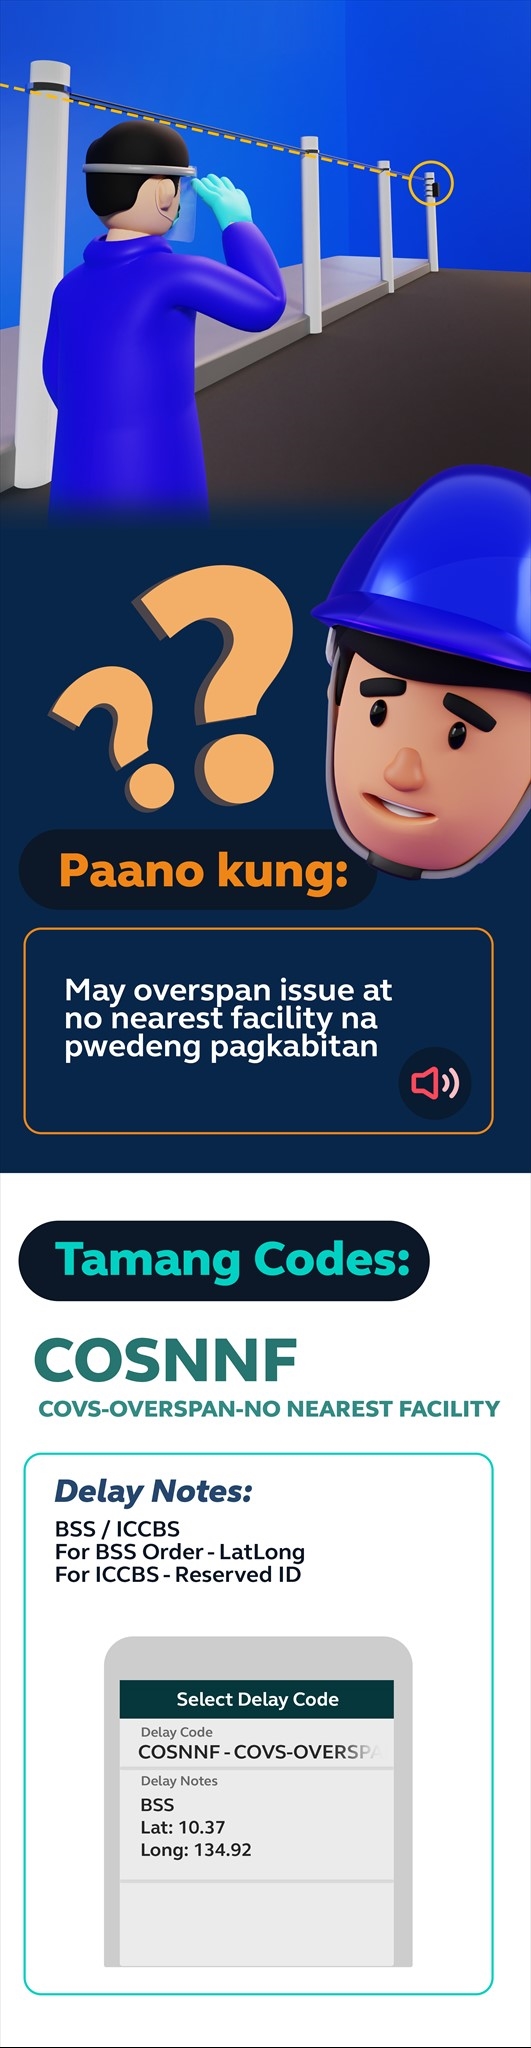 Paano kung:
May overspan issue at
no nearest facility na
pwedeng pagkabitan
Tamang Codes:
COSNNF
COVS-OVERSPAN-NO NEAREST FACILITY
Delay Notes:
BSS / ICCBS
For BSS Order - LatLong
For ICCBS - Reserved ID
Select Delay Code
Delay Code
COSNNF - COVS-OVERSPA
Delay Notes
BSS
Lat: 10.37
Long: 134.92